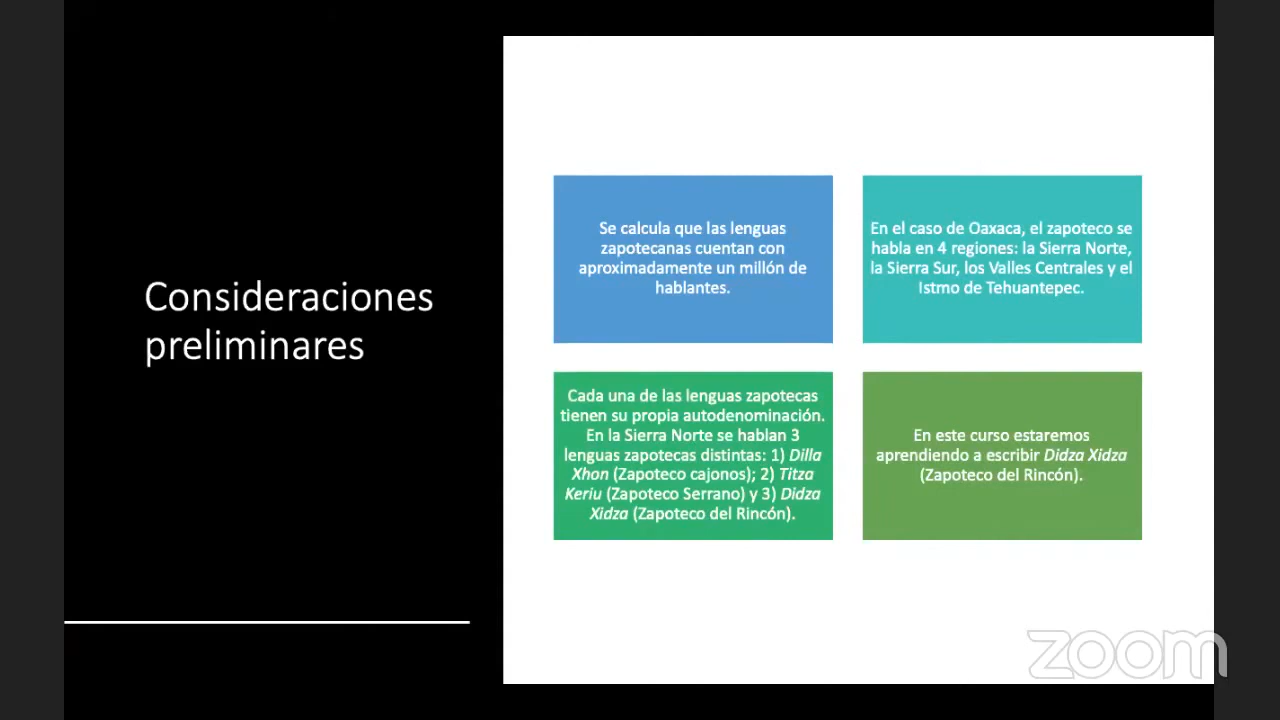 Consideraciones
preliminares
Se calcula que las lenguas
zapotecanas cuentan con
aproximadamente un millón de
hablantes.
En el caso de Oaxaca, el zapoteco se
habla en 4 regiones: la Sierra Norte,
la Sierra Sur, los Valles Centrales y el
Istmo de Tehuantepec.
Cada una de las lenguas zapotecas
tienen su propia autodenominación.
En la Sierra Norte se hablan 3
lenguas zapotecas distintas: 1) Dilla
Xhon (Zapoteco cajonos); 2) Titza
Keriu (Zapoteco Serrano) y 3) Didza
Xidza (Zapoteco del Rincón).
En este curso estaremos
aprendiendo a escribir Didza Xidza
(Zapoteco del Rincón).
zoom